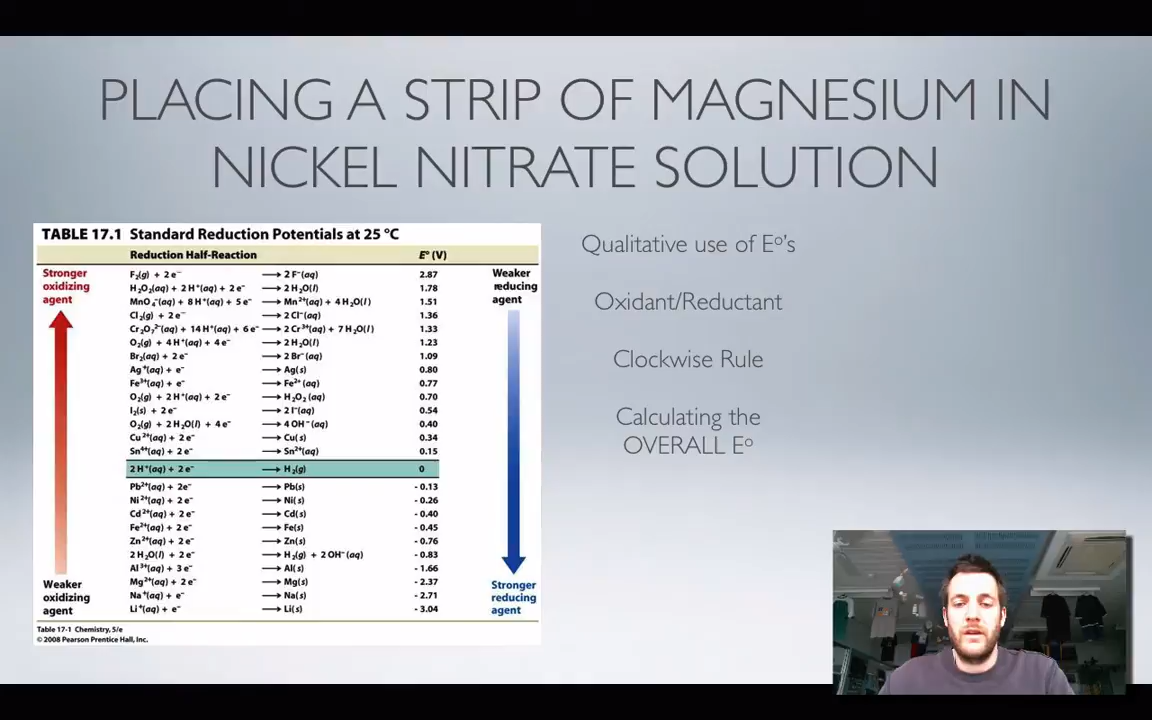 PLACING A STRIP OF MAGNESIUM IN
NICKEL NITRATE SOLUTION
TABLE 17.1 Standard Reduction Potentials at 25 °C
Reduction Half-Reaction E° (V)
Stronger
oxidizing
agent
Weaker
reducing
agent
F₂(g) + 2 e⁻ ⟶ 2 F⁻(aq) 2.87
H₂O₂(aq) + 2 H⁺(aq) + 2 e⁻ ⟶ 2 H₂O(l) 1.78
MnO₄⁻(aq) + 8 H⁺(aq) + 5 e⁻ ⟶ Mn²⁺(aq) + 4 H₂O(l) 1.51
Cl₂(g) + 2 e⁻ ⟶ 2 Cl⁻(aq) 1.36
Cr₂O₇²⁻(aq) + 14 H⁺(aq) + 6 e⁻ ⟶ 2 Cr³⁺(aq) + 7 H₂O(l) 1.33
O₂(g) + 4 H⁺(aq) + 4 e⁻ ⟶ 2 H₂O(l) 1.23
Br₂(aq) + 2 e⁻ ⟶ 2 Br⁻(aq) 1.09
Ag⁺(aq) + e⁻ ⟶ Ag(s) 0.80
Fe³⁺(aq) + e⁻ ⟶ Fe²⁺(aq) 0.77
O₂(g) + 2 H⁺(aq) + 2 e⁻ ⟶ H₂O₂(aq) 0.70
I₂(s) + 2 e⁻ ⟶ 2 I⁻(aq) 0.54
O₂(g) + 2 H₂O(l) + 4 e⁻ ⟶ 4 OH⁻(aq) 0.40
Cu²⁺(aq) + 2 e⁻ ⟶ Cu(s) 0.34
Sn⁴⁺(aq) + 2 e⁻ ⟶ Sn²⁺(aq) 0.15
2 H⁺(aq) + 2 e⁻ ⟶ H₂(g) 0
Pb²⁺(aq) + 2e⁻ ⟶ Pb(s) - 0.13
Ni²⁺(aq) + 2 e⁻ ⟶ Ni(s) - 0.26
Cd²⁺(aq) + 2 e⁻ ⟶ Cd(s) - 0.40
Fe²⁺(aq) + 2 e⁻ ⟶ Fe(s) - 0.45
Zn²⁺(aq) + 2 e⁻ ⟶ Zn(s) - 0.76
2 H₂O(l) + 2 e⁻ ⟶ H₂(g) + 2 OH⁻(aq) - 0.83
Al³⁺(aq) + 3 e⁻ ⟶ Al(s) - 1.66
Mg²⁺(aq) + 2 e⁻ ⟶ Mg(s) - 2.37
Na⁺(aq) + e⁻ ⟶ Na(s) - 2.71
Li⁺(aq) + e⁻ ⟶ Li(s) - 3.04
Weaker
oxidizing
agent
Stronger
reducing
agent
Table 17-1 Chemistry, 5/e
© 2008 Pearson Prentice Hall, Inc.
Qualitative use of Eº's
Oxidant/Reductant
Clockwise Rule
Calculating the
OVERALL Eº